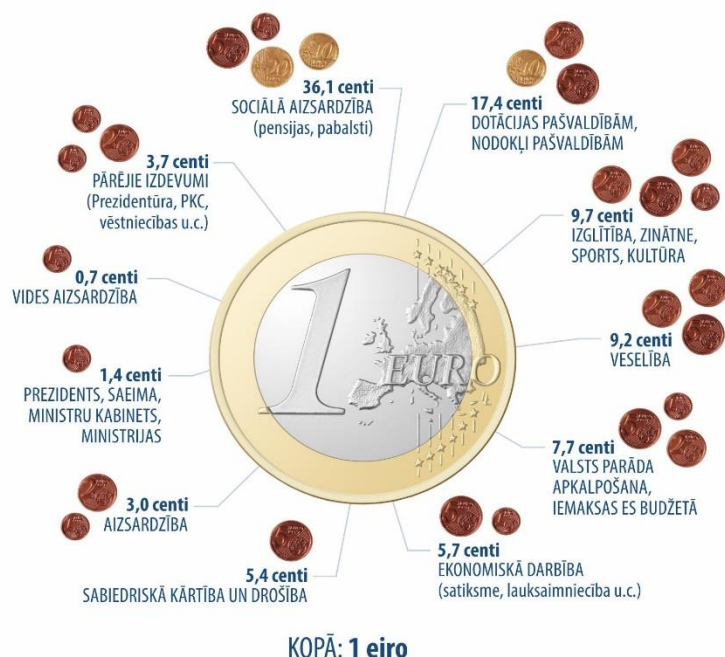 36,1 centi
SOCIĀLĀ AIZSARDZĪBA
(pensijas, pabalsti)
17,4 centi
DOTĀCIJAS PAŠVALDĪBĀM,
NODOKĻI PAŠVALDĪBĀM
9,7 centi
IZGLĪTĪBA, ZINĀTNE,
SPORTS, KULTŪRA
9,2 centi
VESELĪBA
7,7 centi
VALSTS PARĀDA
APKALPOŠANA,
IEMAKSAS ES BUDŽETĀ
5,7 centi
EKONOMISKĀ DARBĪBA
(satiksme, lauksaimniecība u.c.)
5,4 centi
SABIEDRISKĀ KĀRTĪBA UN DROŠĪBA
3,0 centi
AIZSARDZĪBA
1,4 centi
PREZIDENTS, SAEIMA,
MINISTRU KABINETS,
MINISTRIJAS
0,7 centi
VIDES AIZSARDZĪBA
3,7 centi
PĀRĒJIE IZDEVUMI
(Prezidentūra, PKC,
vēstniecības u.c.)
1 EURO
KOPĀ: 1 eiro